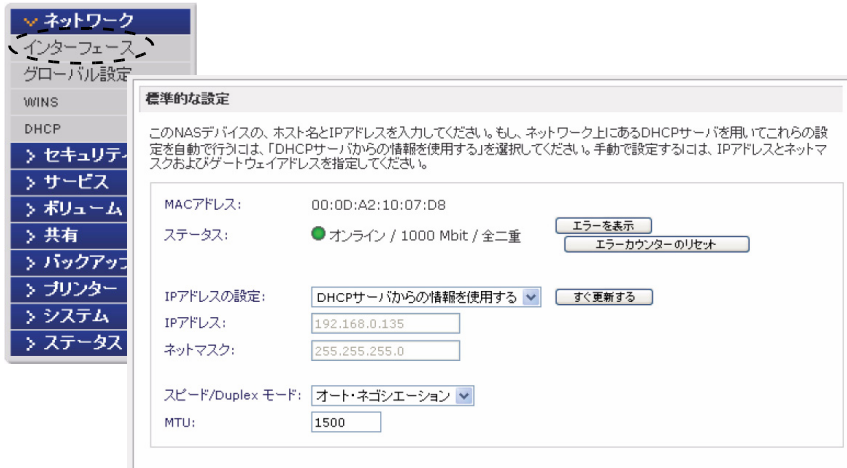 ネットワーク
インターフェース
グローバル設定
WINS
DHCP
セキュリティ
サービス
ボリューム
共有
バックアップ
プリンター
システム
ステータス
標準的な設定
このNASデバイスの、ホスト名とIPアドレスを入力してください。もし、ネットワーク上にあるDHCPサーバを用いてこれらの設
定を自動で行うには、「DHCPサーバからの情報を使用する」を選択してください。手動で設定するには、IPアドレスとネットマ
スクおよびゲートウェイアドレスを指定してください。
MACアドレス: 00:0D:A2:10:07:D8
ステータス: オンライン / 1000 Mbit / 全二重 エラーを表示
エラーカウンターのリセット
IPアドレスの設定: DHCPサーバからの情報を使用する すぐ更新する
IPアドレス: 192.168.0.135
ネットマスク: 255.255.255.0
スピード/Duplex モード: オート・ネゴシエーション
MTU: 1500